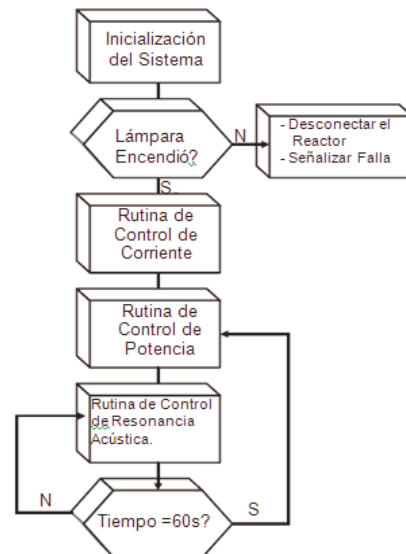 Inicialización
del Sistema
Lámpara
Encendió?
N
- Desconectar el
Reactor
- Señalizar Falla
S.
Rutina de
Control de
Corriente
Rutina de
Control de
Potencia
Rutina de Control
de Resonancia
Acústica.
N
S
Tiempo =60s?